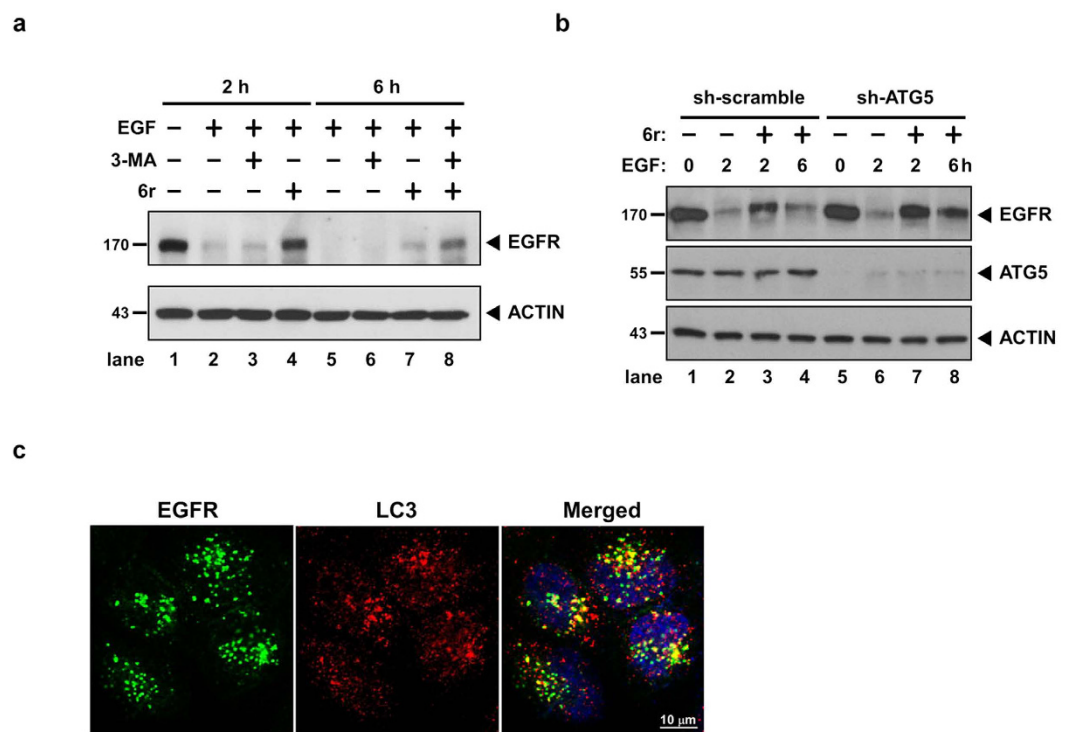 a
2 h 6 h
EGF – + + + + + + +
3-MA – – + – – + – +
6r – – – + – – + +
170 EGFR
43 ACTIN
lane 1 2 3 4 5 6 7 8
b
sh-scramble sh-ATG5
6r: – – + + – – + +
EGF: 0 2 2 6 0 2 2 6 h
170 EGFR
55 ATG5
43 ACTIN
lane 1 2 3 4 5 6 7 8
c
EGFR LC3 Merged
10 μm